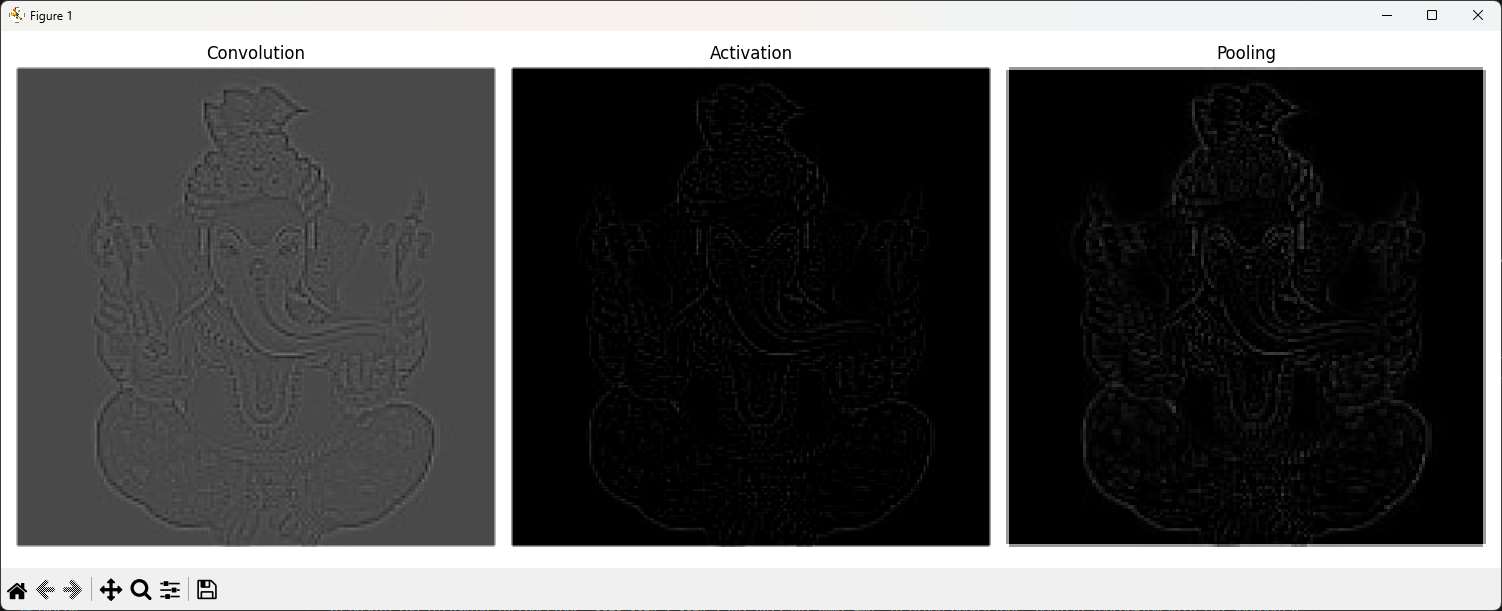 Figure 1
Convolution
Activation
Pooling